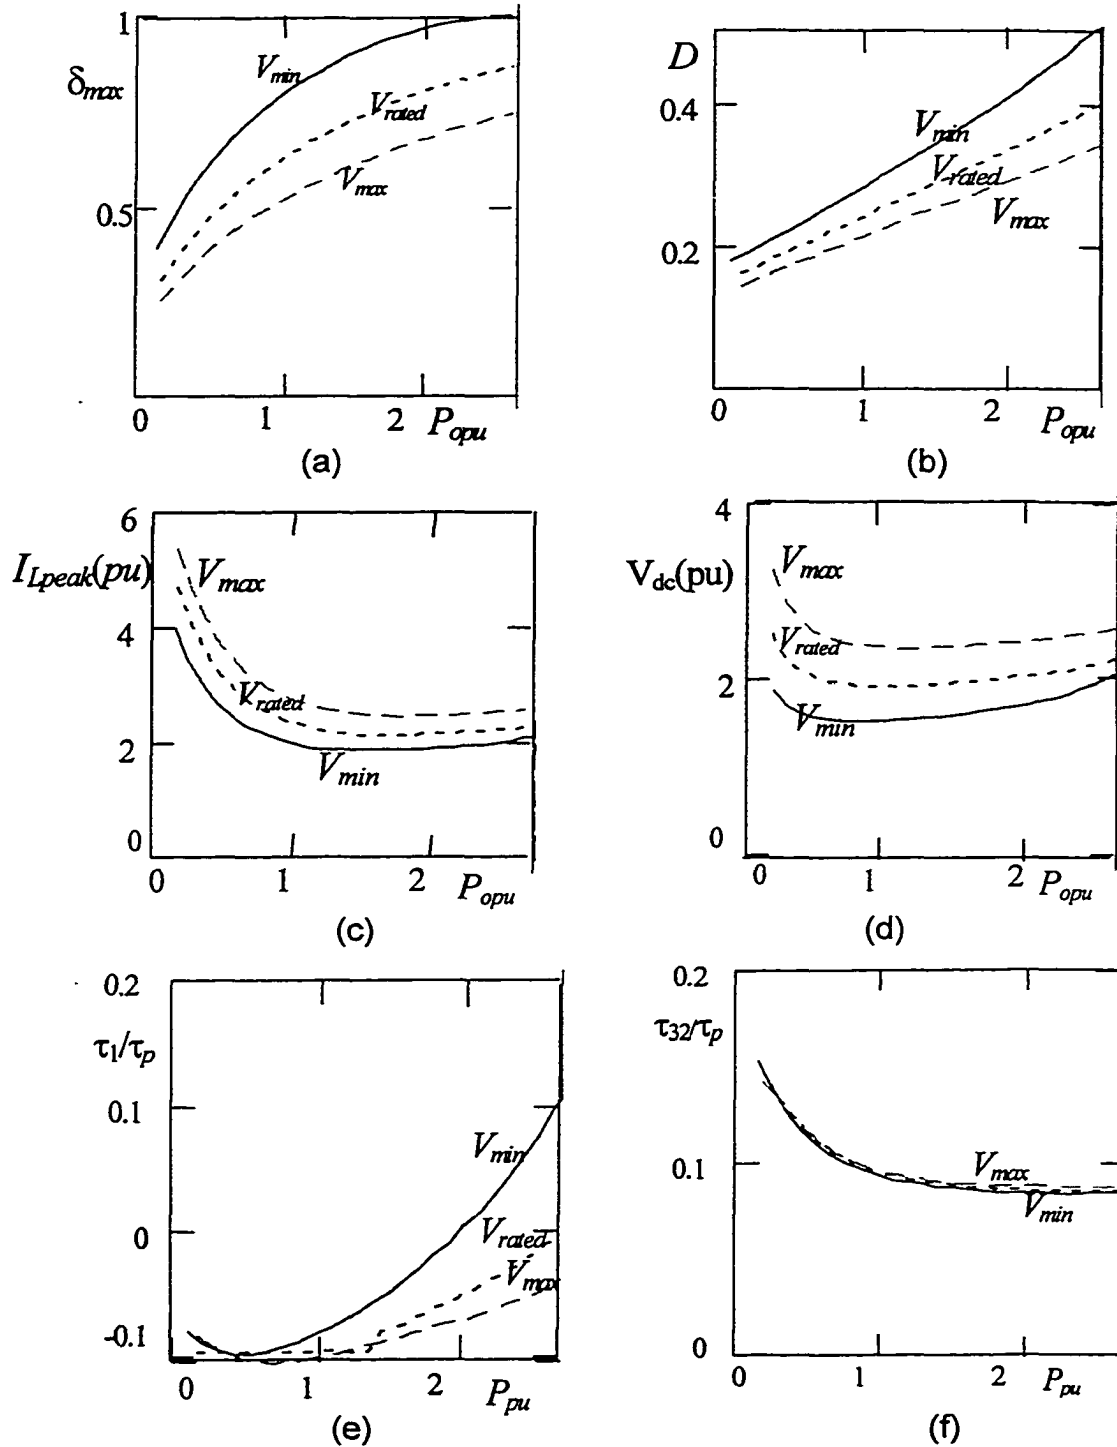 1
δmax
Vmin
Vrated
Vmax
0.5
0
1
2
Popu
(a)
D
0.4
Vmin
Vrated
Vmax
0.2
0
1
2
Popu
(b)
6
ILpeak(pu)
Vmax
4
Vrated
2
Vmin
0
0
1
2
Popu
(c)
4
Vdc(pu)
Vmax
Vrated
2
Vmin
0
0
1
2
Popu
(d)
0.2
τ1/τp
0.1
Vmin
0
Vrated
Vmax
-0.1
0
1
2
Ppu
(e)
0.2
τ32/τp
0.1
Vmax
Vmin
0
0
1
2
Ppu
(f)